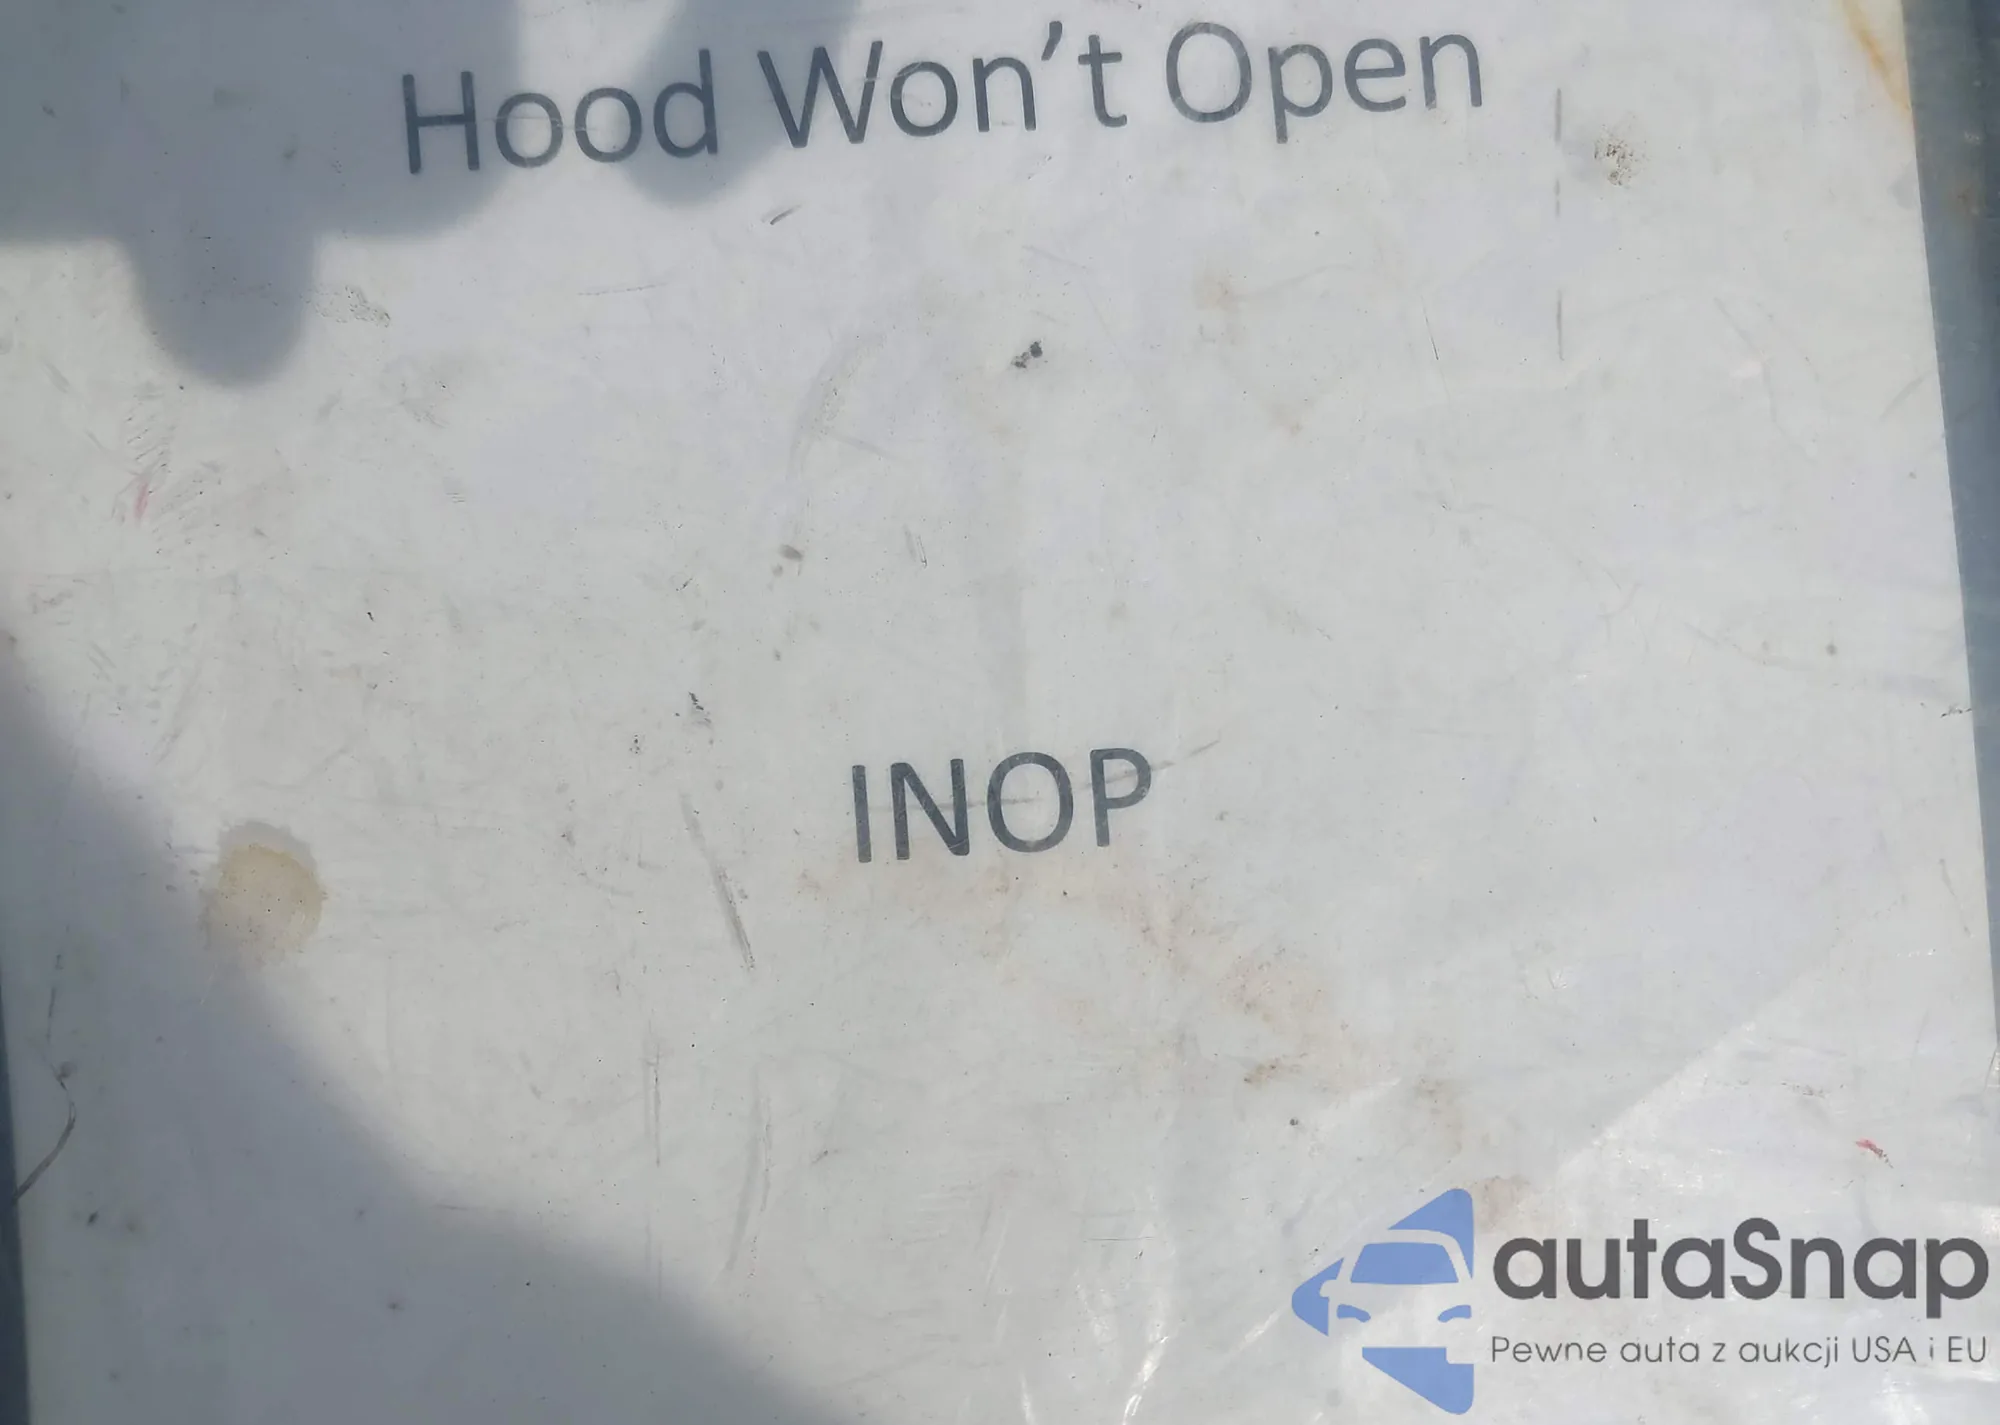 Hood Won't Open
INOP
autaSnap
Pewne auta z aukcji USA i EU